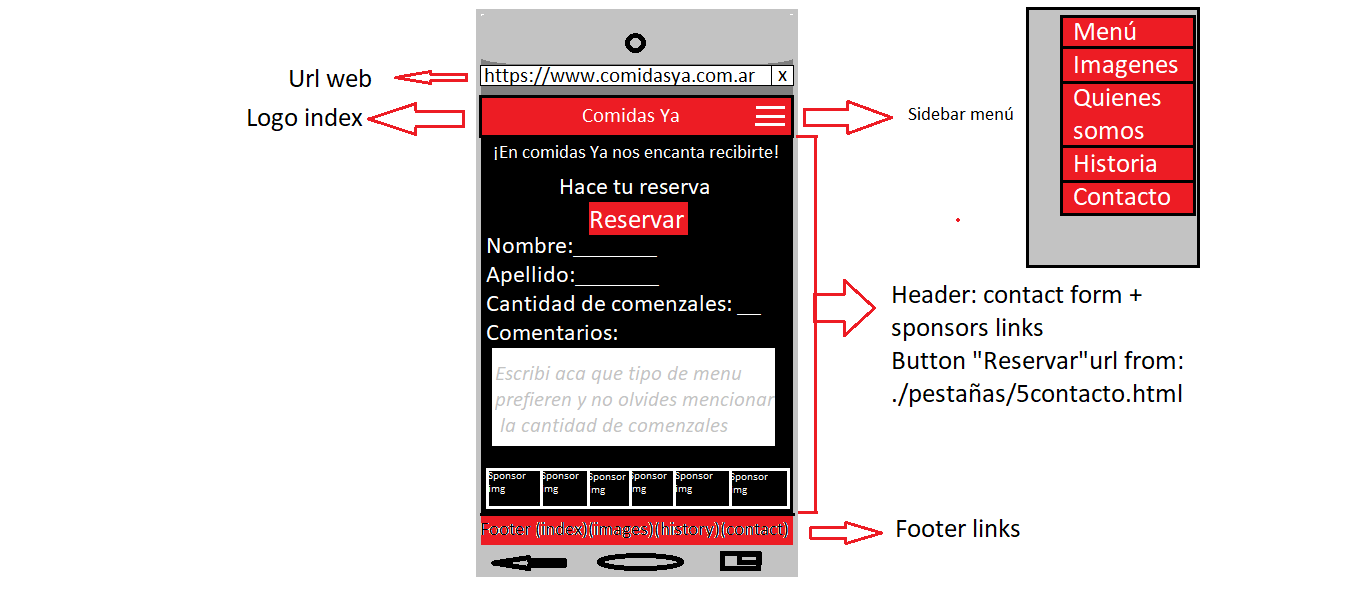 Url web
Logo index
https://www.comidasya.com.ar x
Comidas Ya
¡En comidas Ya nos encanta recibirte!
Hace tu reserva
Reservar
Nombre:_______
Apellido:_______
Cantidad de comenzales: __
Comentarios:
Escribi aca que tipo de menu
prefieren y no olvides mencionar
la cantidad de comenzales
Sponsor
img
Sponsor
img
Sponsor
img
Sponsor
img
Sponsor
img
Sponsor
img
Footer (index)(images)(history)(contact)
Sidebar menú
Menú
Imagenes
Quienes
somos
Historia
Contacto
Header: contact form +
sponsors links
Button "Reservar"url from:
./pestañas/5contacto.html
Footer links